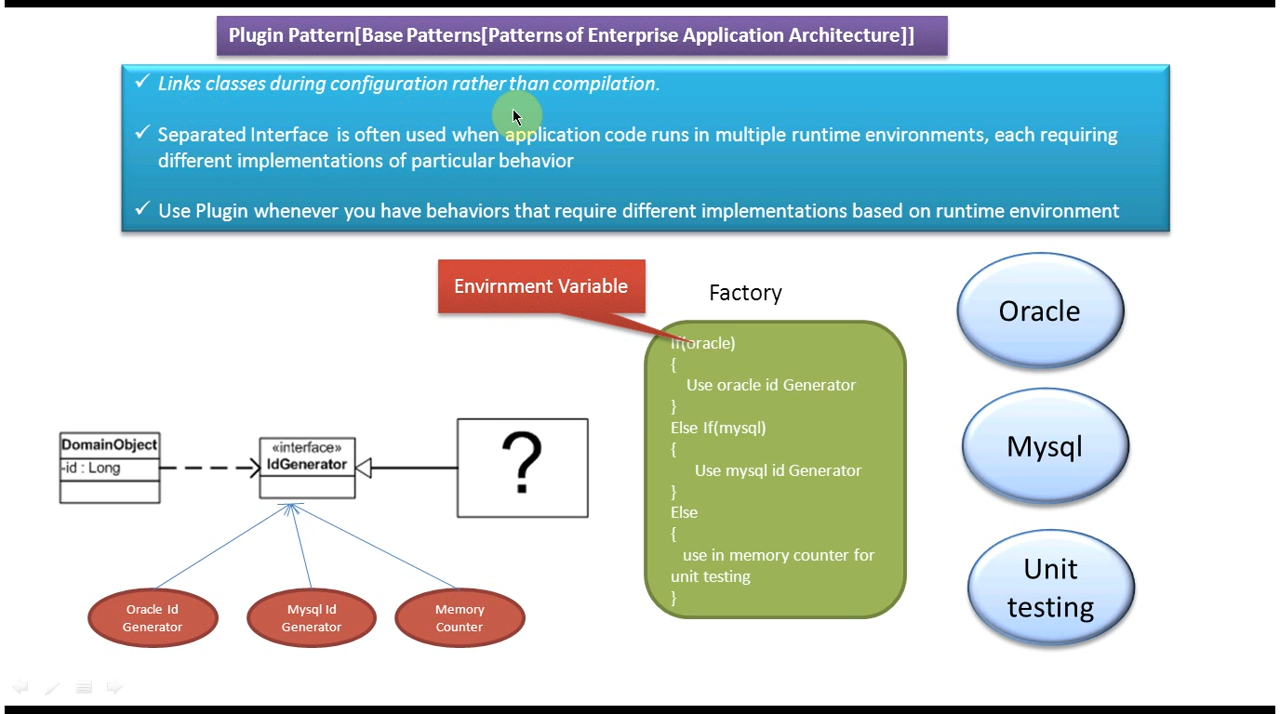 Plugin Pattern[Base Patterns[Patterns of Enterprise Application Architecture]]
✓ Links classes during configuration rather than compilation.
✓ Separated Interface is often used when application code runs in multiple runtime environments, each requiring
different implementations of particular behavior
✓ Use Plugin whenever you have behaviors that require different implementations based on runtime environment
Envirnment Variable
Factory
If(oracle)
{
Use oracle id Generator
}
Else If(mysql)
{
Use mysql id Generator
}
Else
{
use in memory counter for
unit testing
}
Oracle
Mysql
Unit
testing
DomainObject
-id : Long
«interface»
IdGenerator
?
Oracle Id
Generator
Mysql Id
Generator
Memory
Counter